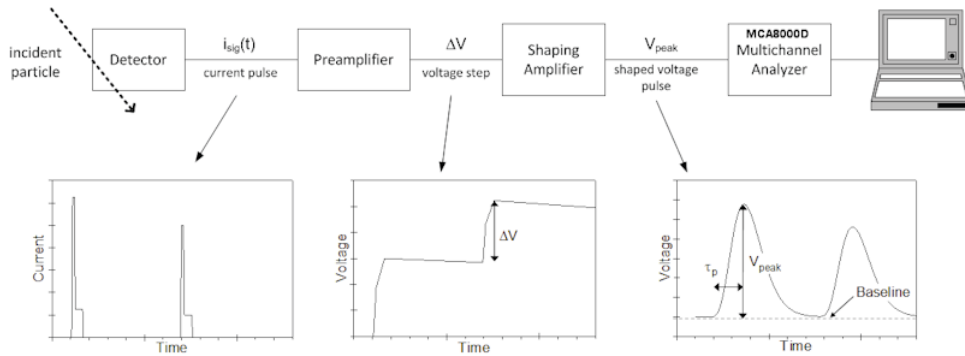 incident
particle
Detector
i_sig(t)
current pulse
Preamplifier
ΔV
voltage step
Shaping
Amplifier
V_peak
shaped voltage
pulse
MCA8000D
Multichannel
Analyzer
Current
Time
Voltage
ΔV
Time
Voltage
τ_p
V_peak
Baseline
Time